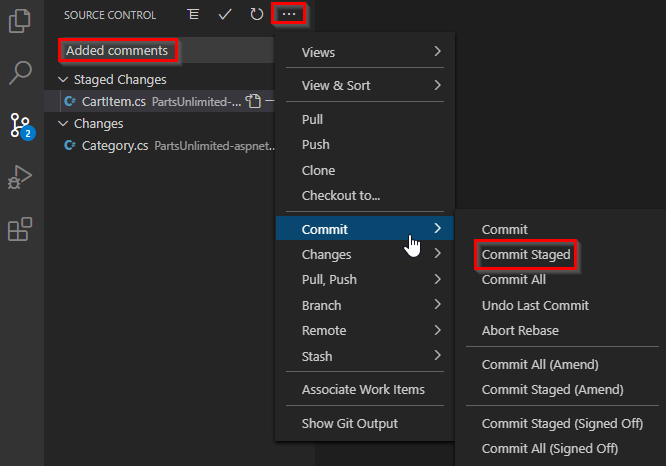 SOURCE CONTROL
Added comments
Staged Changes
CartItem.cs PartsUnlimited-...
Changes
Category.cs PartsUnlimited-aspnet...
2
Views
View & Sort
Pull
Push
Clone
Checkout to...
Commit
Changes
Pull, Push
Branch
Remote
Stash
Associate Work Items
Show Git Output
Commit
Commit Staged
Commit All
Undo Last Commit
Abort Rebase
Commit All (Amend)
Commit Staged (Amend)
Commit Staged (Signed Off)
Commit All (Signed Off)